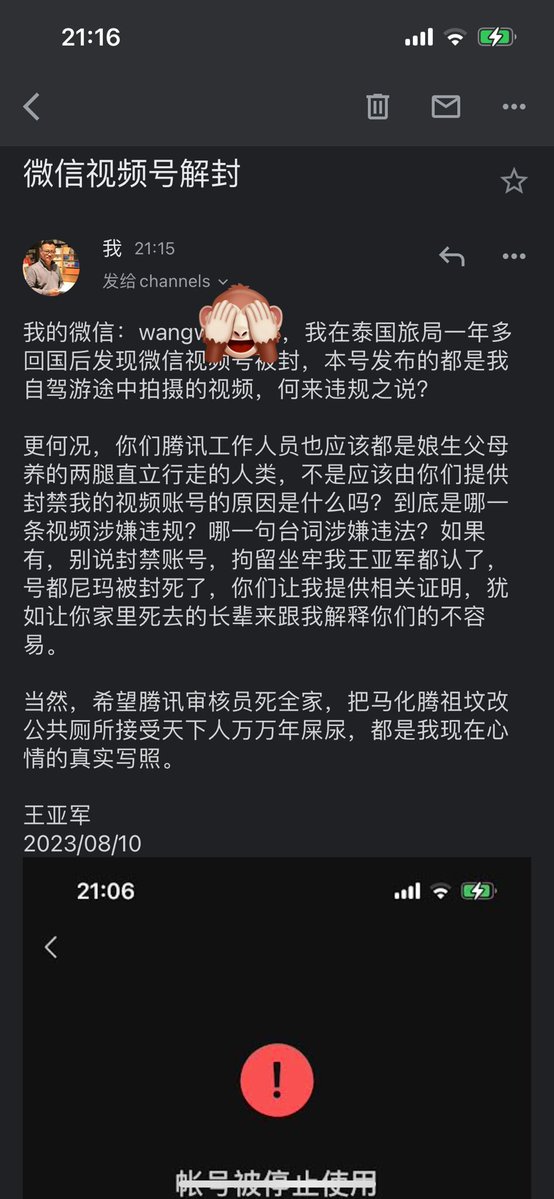 21:16
微信视频号解封
我 21:15
发给 channels
我的微信：wangw，我在泰国旅局一年多
回国后发现微信视频号被封，本号发布的都是我
自驾游途中拍摄的视频，何来违规之说？
更何况，你们腾讯工作人员也应该都是娘生父母
养的两腿直立行走的人类，不是应该由你们提供
封禁我的视频账号的原因是什么吗？到底是哪一
条视频涉嫌违规？哪一句台词涉嫌违法？如果
有，别说封禁账号，拘留坐牢我王亚军都认了，
号都尼玛被封死了，你们让我提供相关证明，犹
如让你家里死去的长辈来跟我解释你们的不容
易。
当然，希望腾讯审核员死全家，把马化腾祖坟改
公共厕所接受天下人万万年屎尿，都是我现在心
情的真实写照。
王亚军
2023/08/10
21:06
帐号被停止使用